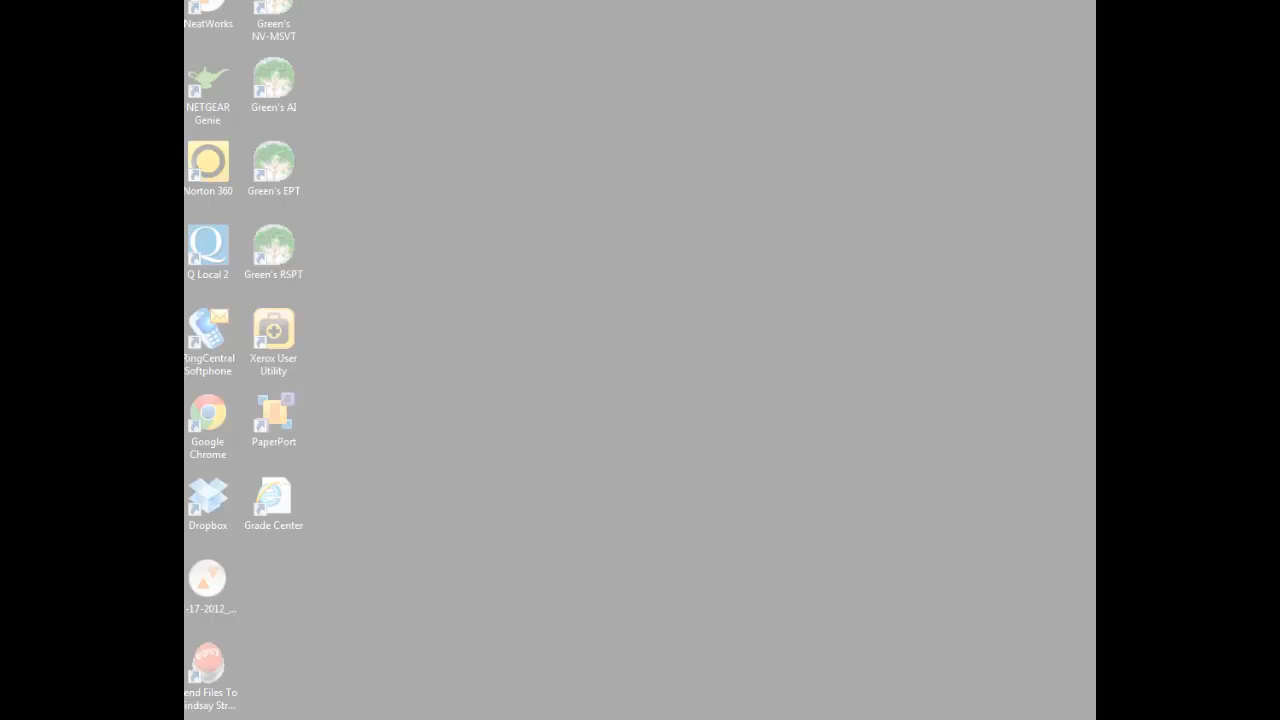 NeatWorks
Green's
NV-MSVT
NETGEAR
Genie
Green's AI
Norton 360
Green's EPT
Q
Q Local 2
Green's RSPT
RingCentral
Softphone
Xerox User
Utility
Google
Chrome
PaperPort
Dropbox
Grade Center
-17-2012_...
end Files To
indsay Str...